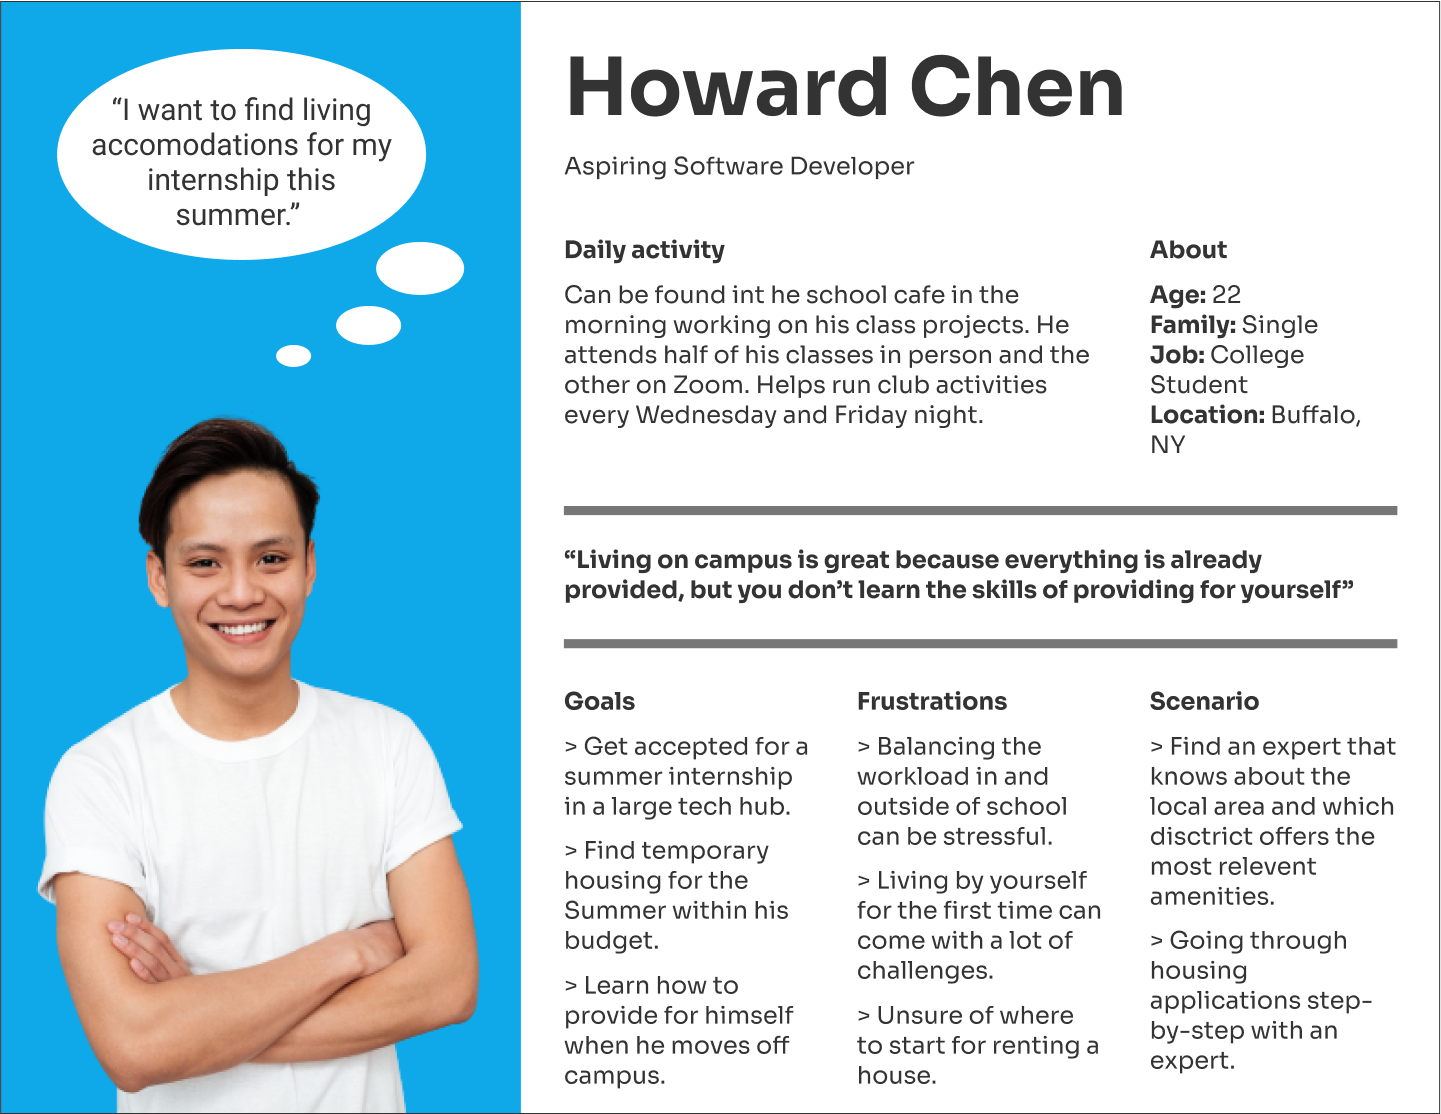 “I want to find living
accomodations for my
internship this
summer.”
Howard Chen
Aspiring Software Developer
Daily activity
Can be found int he school cafe in the
morning working on his class projects. He
attends half of his classes in person and the
other on Zoom. Helps run club activities
every Wednesday and Friday night.
About
Age: 22
Family: Single
Job: College
Student
Location: Buffalo,
NY
“Living on campus is great because everything is already
provided, but you don’t learn the skills of providing for yourself”
Goals
> Get accepted for a
summer internship
in a large tech hub.
> Find temporary
housing for the
Summer within his
budget.
> Learn how to
provide for himself
when he moves off
campus.
Frustrations
> Balancing the
workload in and
outside of school
can be stressful.
> Living by yourself
for the first time can
come with a lot of
challenges.
> Unsure of where
to start for renting a
house.
Scenario
> Find an expert that
knows about the
local area and which
disctrict offers the
most relevent
amenities.
> Going through
housing
applications step-
by-step with an
expert.